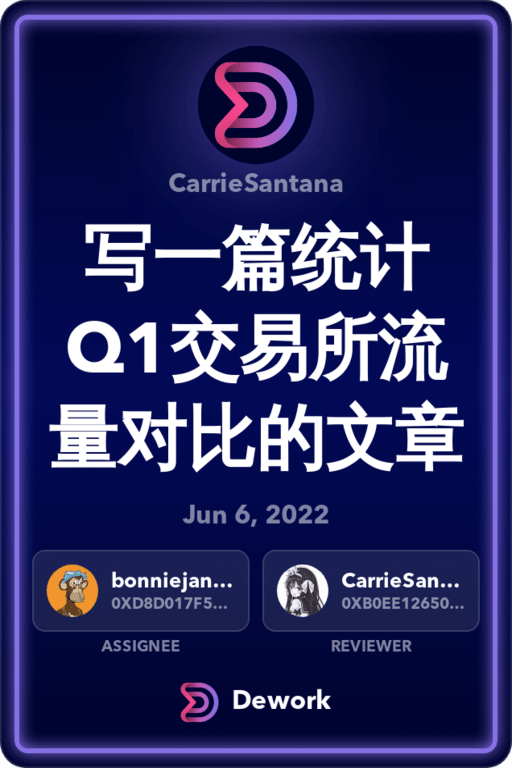 CarrieSantana
写一篇统计
Q1交易所流
量对比的文章
Jun 6, 2022
bonniejan...
0XD8D017F5...
CarrieSan...
0XB0EE12650...
ASSIGNEE
REVIEWER
Dework